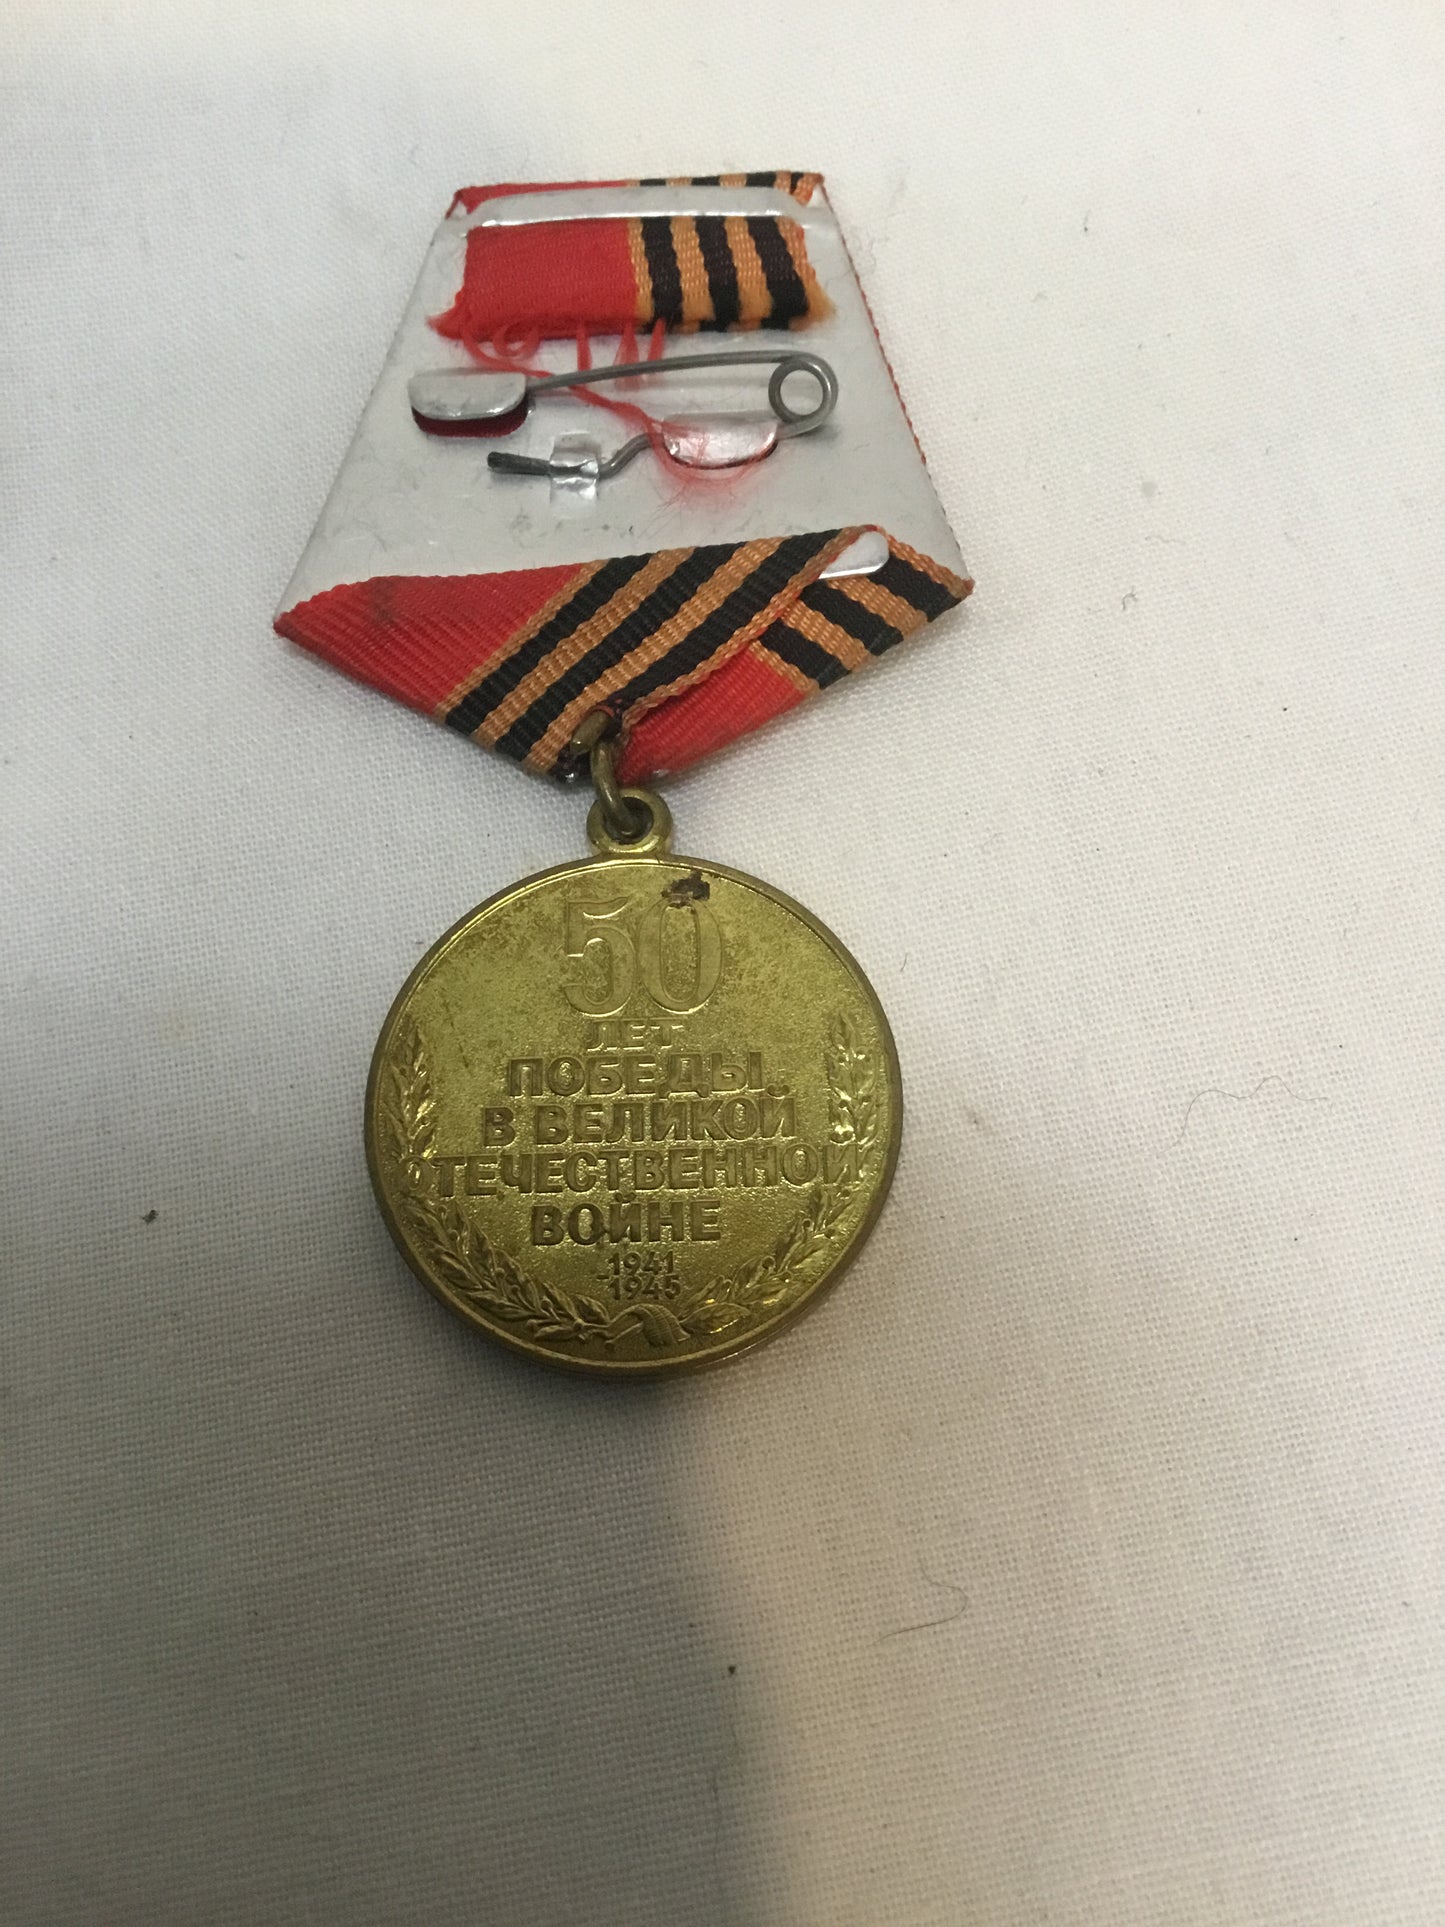 50
ЛЕТ
ПОБЕДЫ
В ВЕЛИКОЙ
ОТЕЧЕСТВЕННОЙ
ВОЙНЕ
1941
-1945